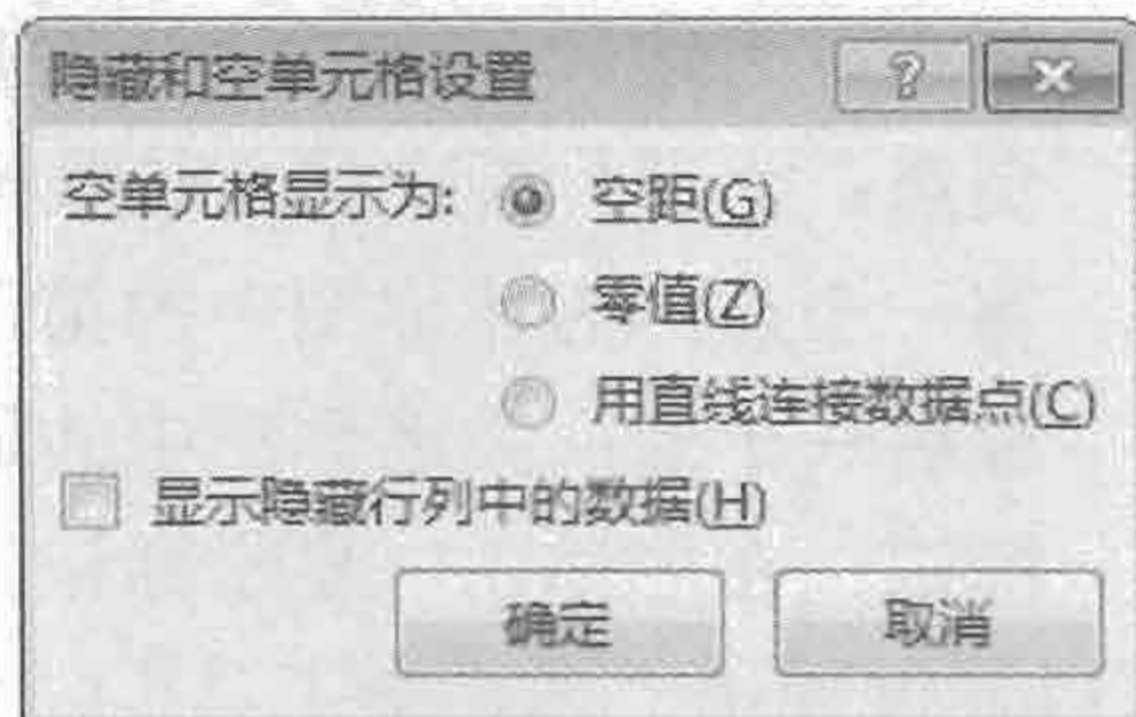 隐藏和空单元格设置
空单元格显示为: 空距(G)
零值(Z)
用直线连接数据点(C)
显示隐藏行列中的数据(H)
确定 取消